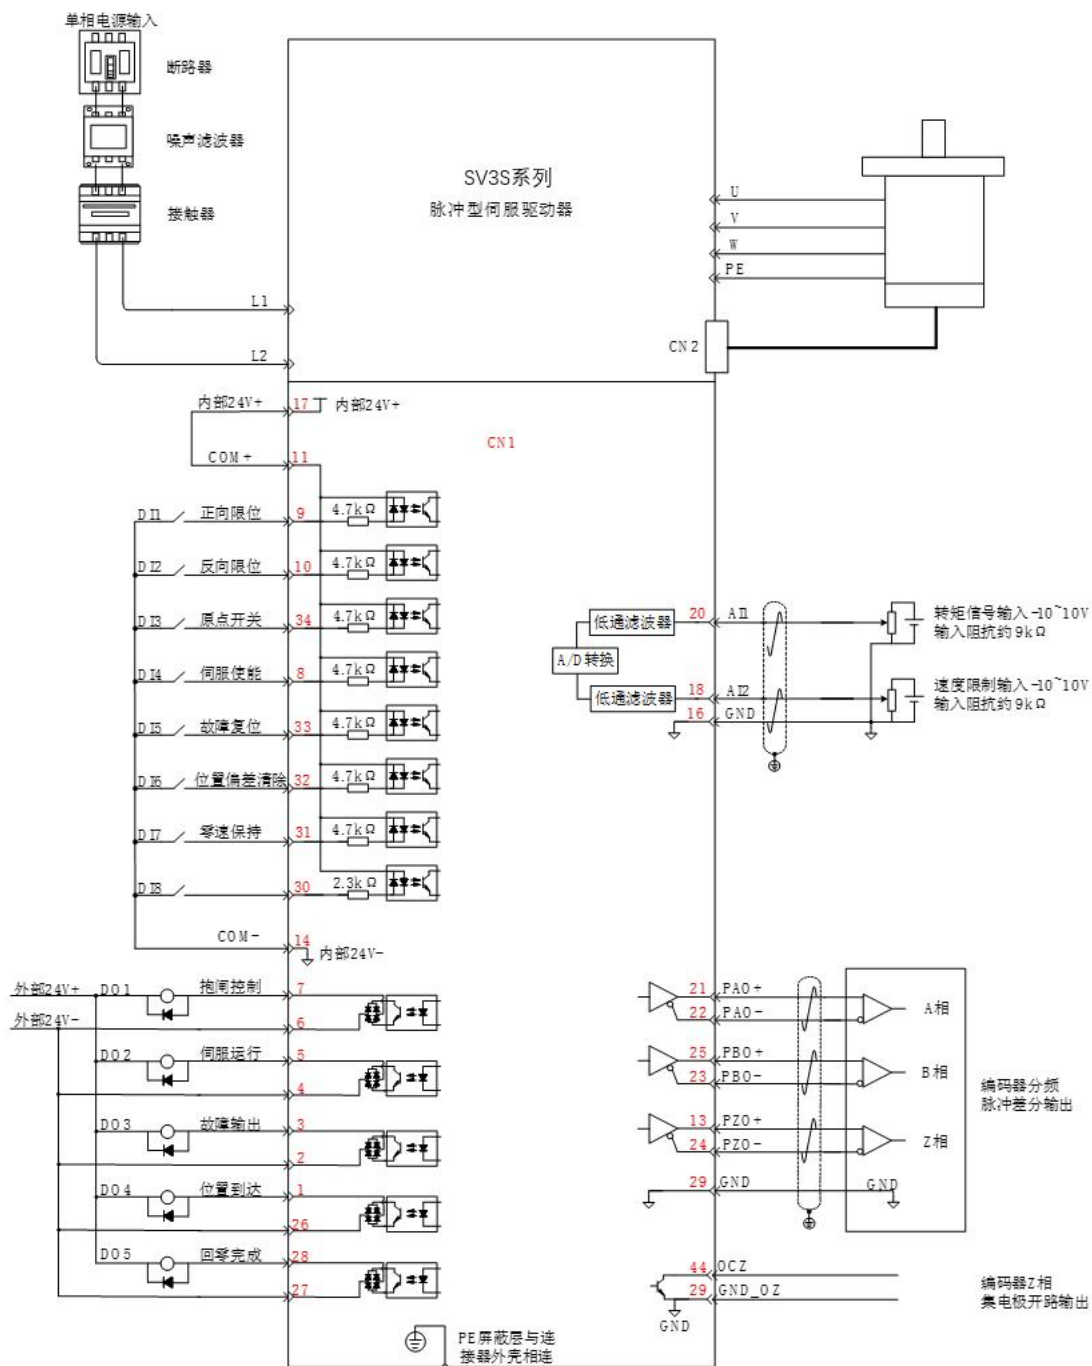 单相电源输入
断路器
噪声滤波器
接触器
SV3S系列
脉冲型伺服驱动器
U
V
W
PE
L1
L2
CN2
内部24V+ 17 内部24V+
CN1
COM+ 11
DI1 正向限位 9 4.7kΩ
DI2 反向限位 10 4.7kΩ
DI3 原点开关 34 4.7kΩ
DI4 伺服使能 8 4.7kΩ
DI5 故障复位 33 4.7kΩ
DI6 位置偏差清除 32 4.7kΩ
DI7 零速保持 31 4.7kΩ
DI8 30 2.3kΩ
COM- 14 内部24V-
低通滤波器 20 AI1
A/D转换
低通滤波器 18 AI2
16 GND
转矩信号输入-10~10V
输入阻抗约9kΩ
速度限制输入-10~10V
输入阻抗约9kΩ
外部24V+ DO1 抱闸控制 7
外部24V- 6
DO2 伺服运行 5
4
DO3 故障输出 3
2
DO4 位置到达 1
26
DO5 回零完成 28
27
21 PAO+
22 PAO-
A相
25 PBO+
23 PBO-
B相
13 PZO+
24 PZO-
Z相
29 GND GND
编码器分频
脉冲差分输出
44 OCZ
29 GND_OZ
GND
编码器Z相
集电极开路输出
PE屏蔽层与连
接器外壳相连